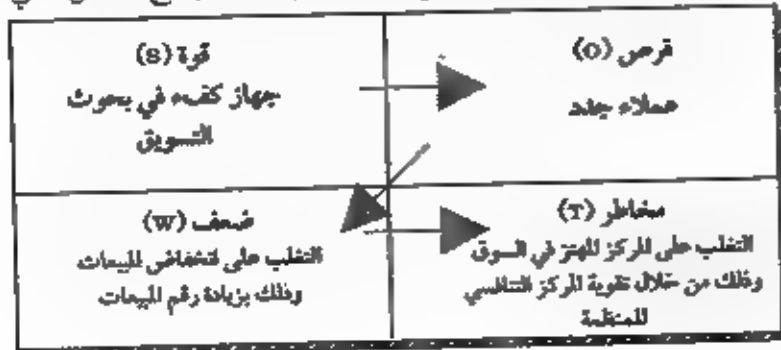 قوة (S)
جهاز كفء في بحوث
التسويق
فرص (O)
عملاء جدد
ضعف (W)
التغلب على انخفاض المبيعات
وذلك بزيادة رقم المبيعات
مخاطر (T)
التغلب على المركز المهتز في السوق
وذلك من خلال تقوية المركز التنافسي
للمنظمة